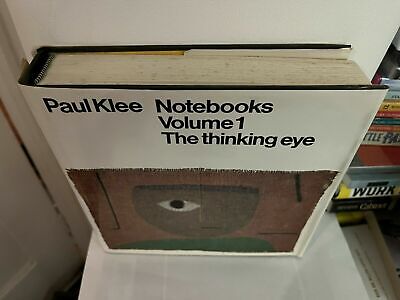 Paul Klee Notebooks
Volume 1
The thinking eye
WORK